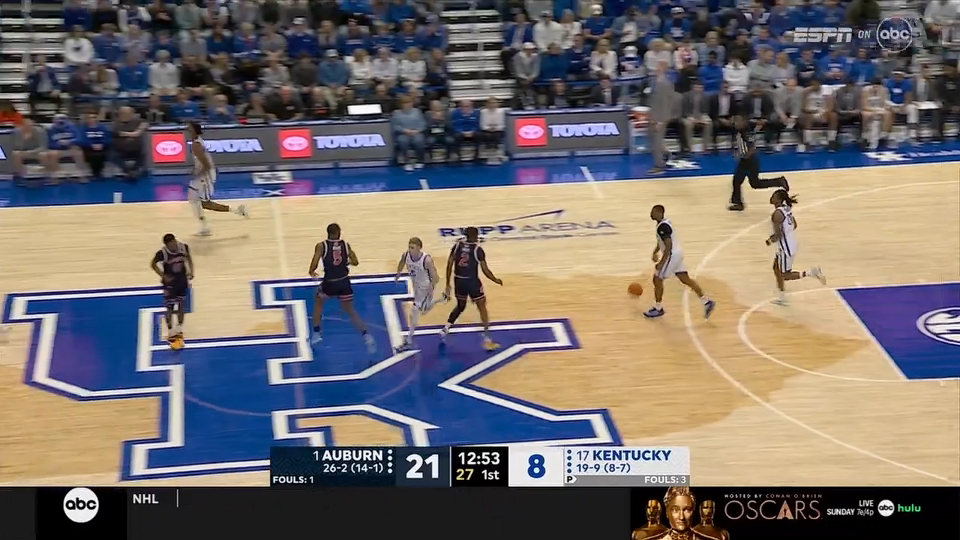 ESPN ON abc
TOYOTA
TOYOTA
TOYOTA
RUPP ARENA
5
2
UK
1 AUBURN
26-2 (14-1)
FOULS: 1
21
12:53
27 1st
8
17 KENTUCKY
19-9 (8-7)
P
FOULS: 3
abc
NHL
HOSTED BY CONAN O'BRIEN
OSCARS
LIVE
SUNDAY 7e/4p
abc hulu